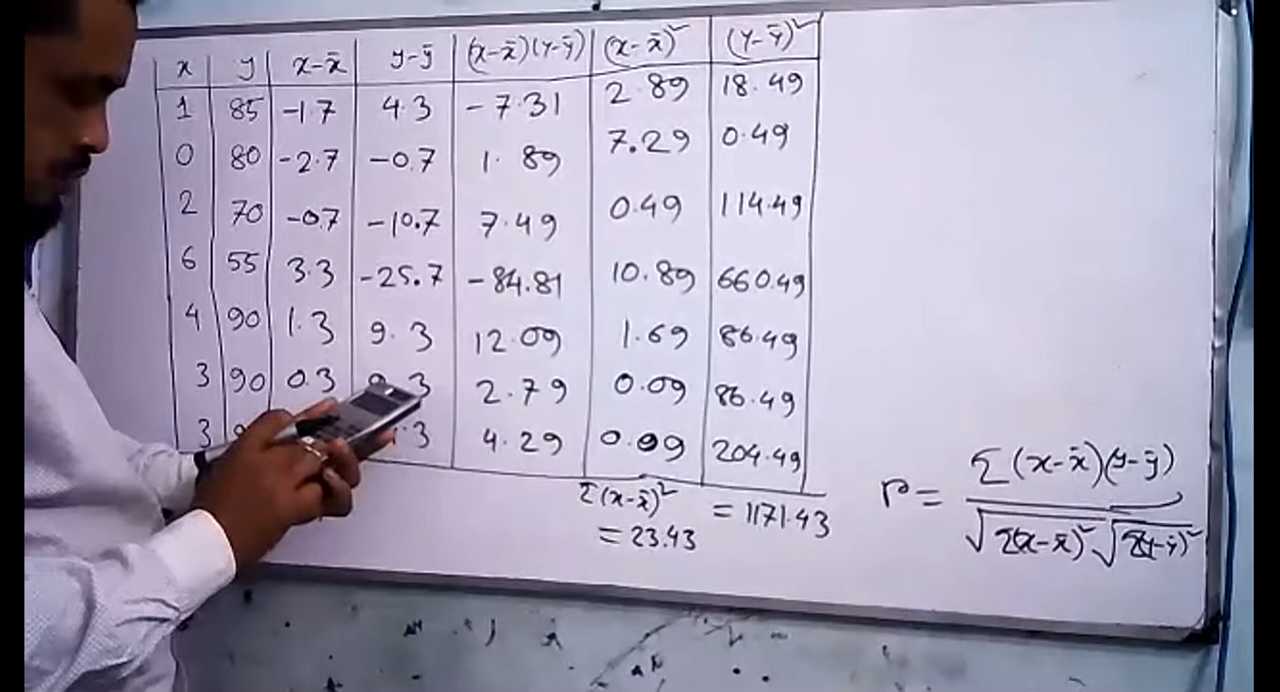 x y x-x̄ y-ȳ (x-x̄)(y-ȳ) (x-x̄)² (y-ȳ)²
1 85 -1.7 4.3 -7.31 2.89 18.49
0 80 -2.7 -0.7 1.89 7.29 0.49
2 70 -0.7 -10.7 7.49 0.49 114.49
6 55 3.3 -25.7 -84.81 10.89 660.49
4 90 1.3 9.3 12.09 1.69 86.49
3 90 0.3 2.79 0.09 86.49
3 4.29 0.09 204.49
Σ(x-x̄)² = 1171.43
= 23.43
r = Σ(x-x̄)(y-ȳ)
√Σ(x-x̄)² √Σ(y-ȳ)²